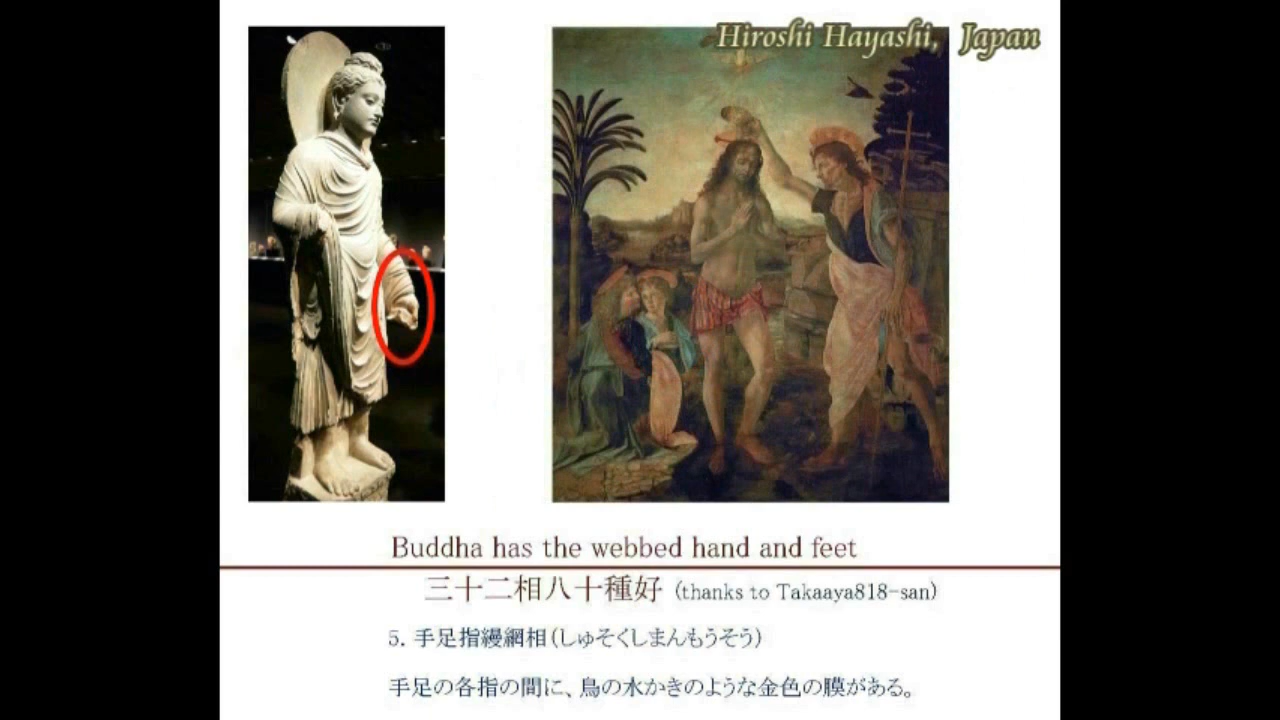 Hiroshi Hayashi, Japan
Buddha has the webbed hand and feet
三十二相八十種好 (thanks to Takaaya818-san)
5. 手足指縵網相(しゅそくしまんもうそう)
手足の各指の間に、鳥の水かきのような金色の膜がある。